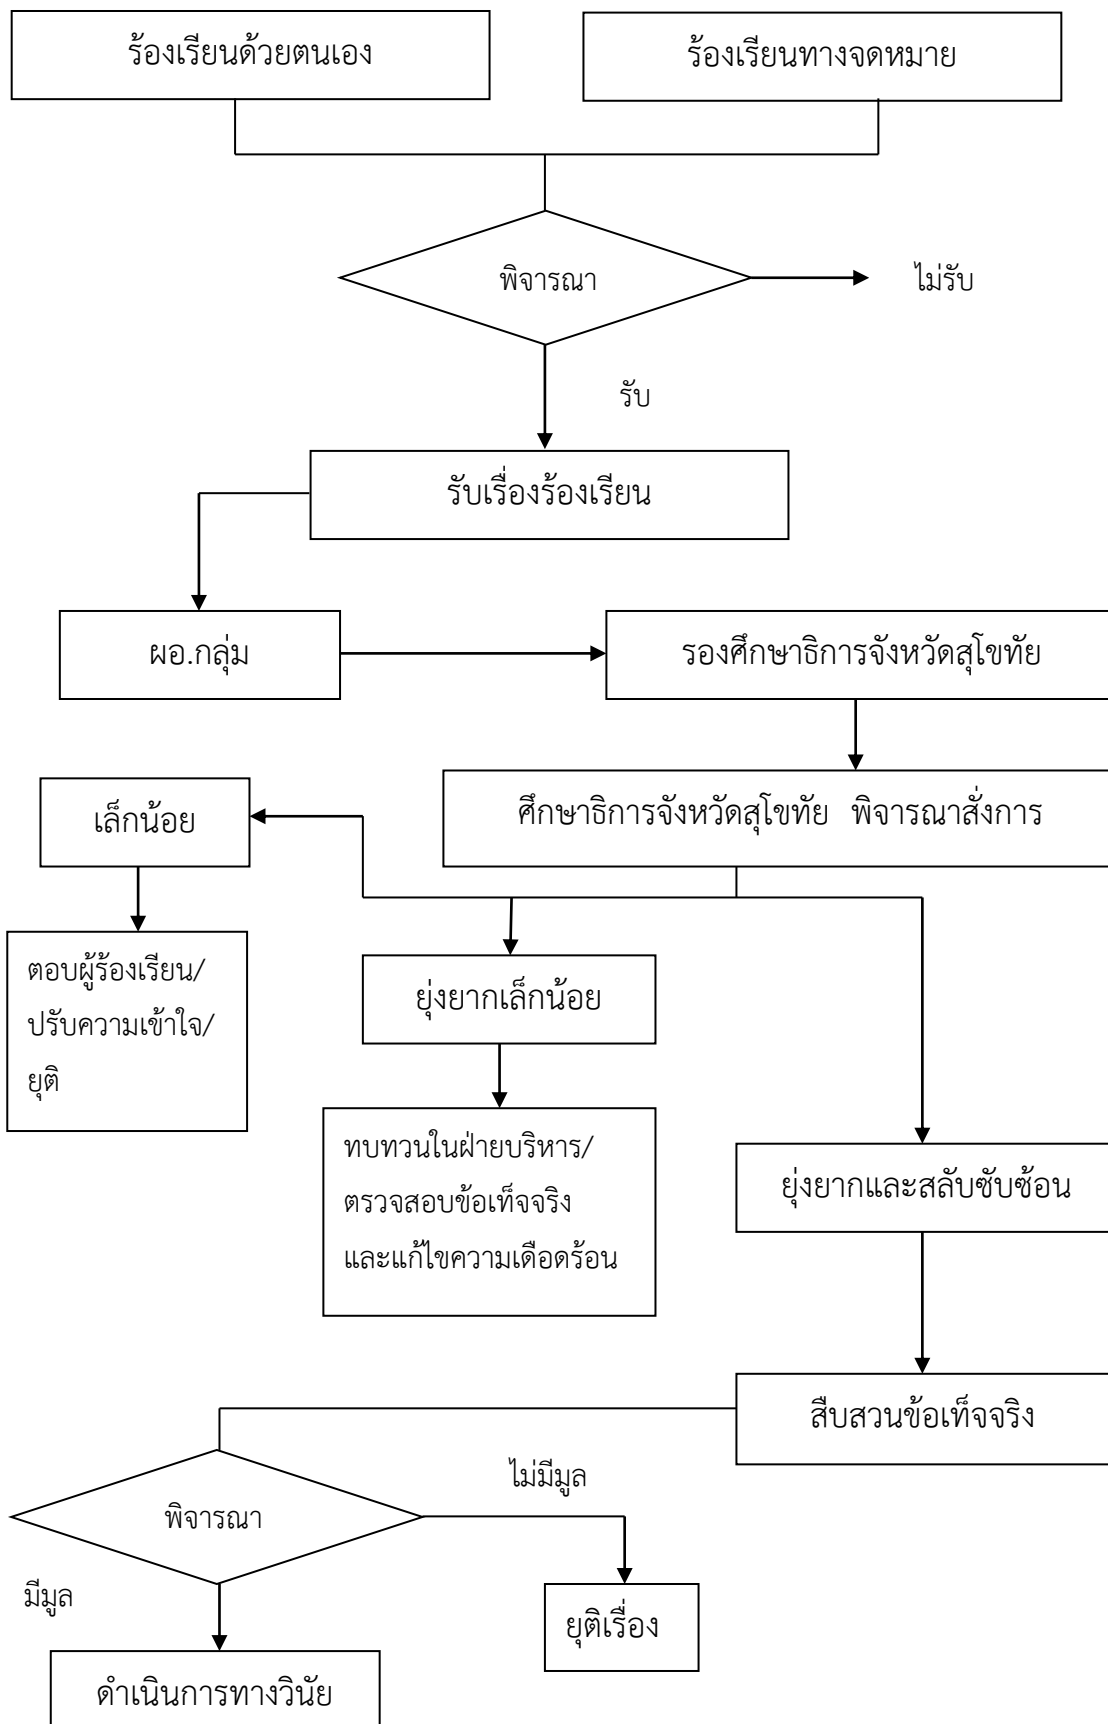 ร้องเรียนด้วยตนเอง
ร้องเรียนทางจดหมาย
พิจารณา
ไม่รับ
รับ
รับเรื่องร้องเรียน
ผอ.กลุ่ม
รองศึกษาธิการจังหวัดสุโขทัย
ศึกษาธิการจังหวัดสุโขทัย พิจารณาสั่งการ
เล็กน้อย
ตอบผู้ร้องเรียน/
ปรับความเข้าใจ/
ยุติ
ยุ่งยากเล็กน้อย
ทบทวนในฝ่ายบริหาร/
ตรวจสอบข้อเท็จจริง
และแก้ไขความเดือดร้อน
ยุ่งยากและสลับซับซ้อน
สืบสวนข้อเท็จจริง
ไม่มีมูล
พิจารณา
มีมูล
ยุติเรื่อง
ดำเนินการทางวินัย